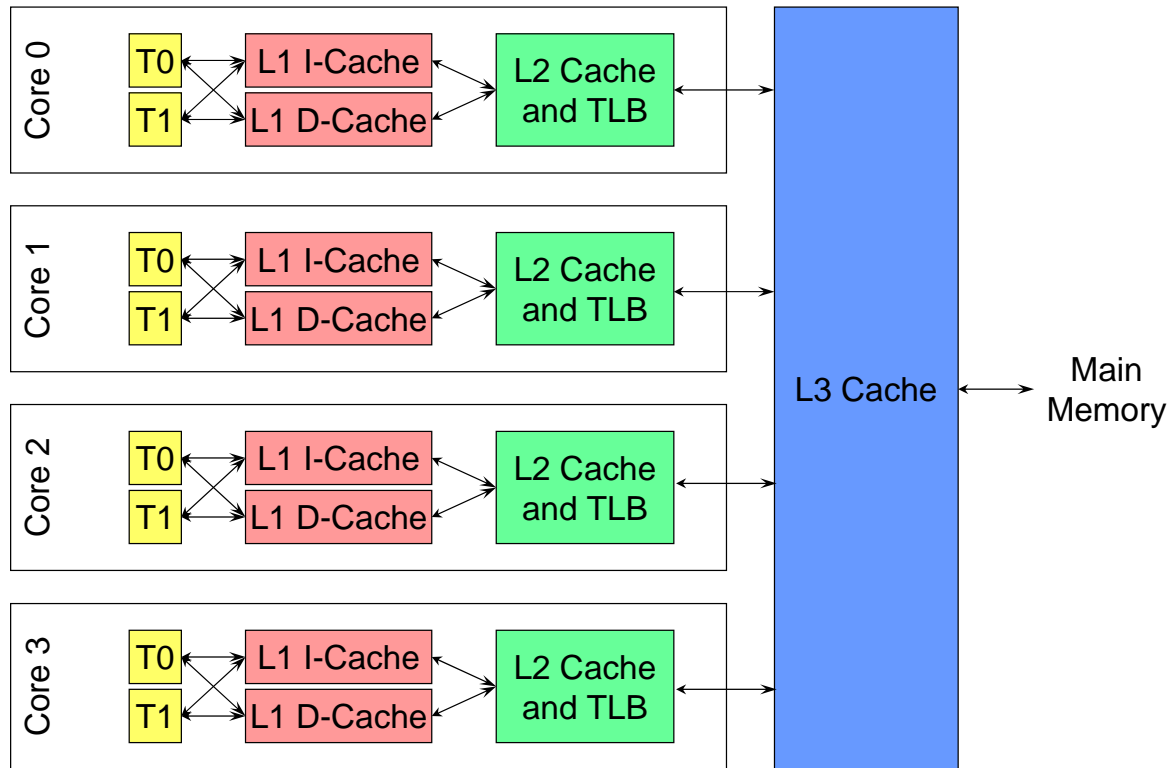 Core 0
T0
L1 I-Cache
T1
L1 D-Cache
L2 Cache
and TLB
Core 1
T0
L1 I-Cache
T1
L1 D-Cache
L2 Cache
and TLB
Core 2
T0
L1 I-Cache
T1
L1 D-Cache
L2 Cache
and TLB
Core 3
T0
L1 I-Cache
T1
L1 D-Cache
L2 Cache
and TLB
L3 Cache
Main
Memory